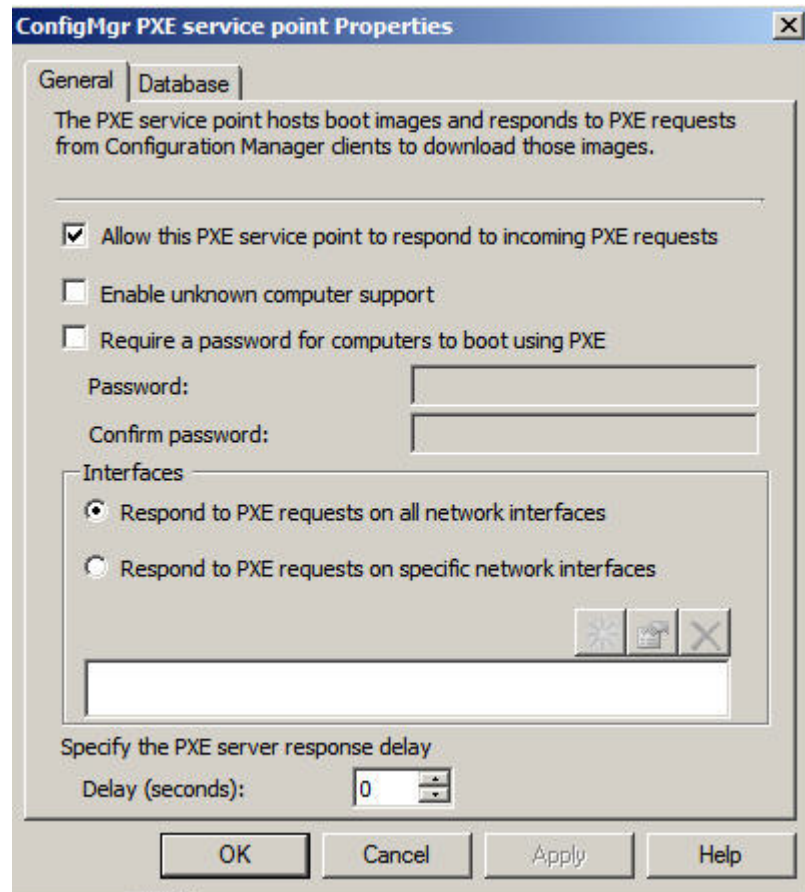 ConfigMgr PXE service point Properties
General
Database
The PXE service point hosts boot images and responds to PXE requests
from Configuration Manager clients to download those images.
Allow this PXE service point to respond to incoming PXE requests
Enable unknown computer support
Require a password for computers to boot using PXE
Password:
Confirm password:
Interfaces
Respond to PXE requests on all network interfaces
Respond to PXE requests on specific network interfaces
Specify the PXE server response delay
Delay (seconds):
0
OK
Cancel
Apply
Help